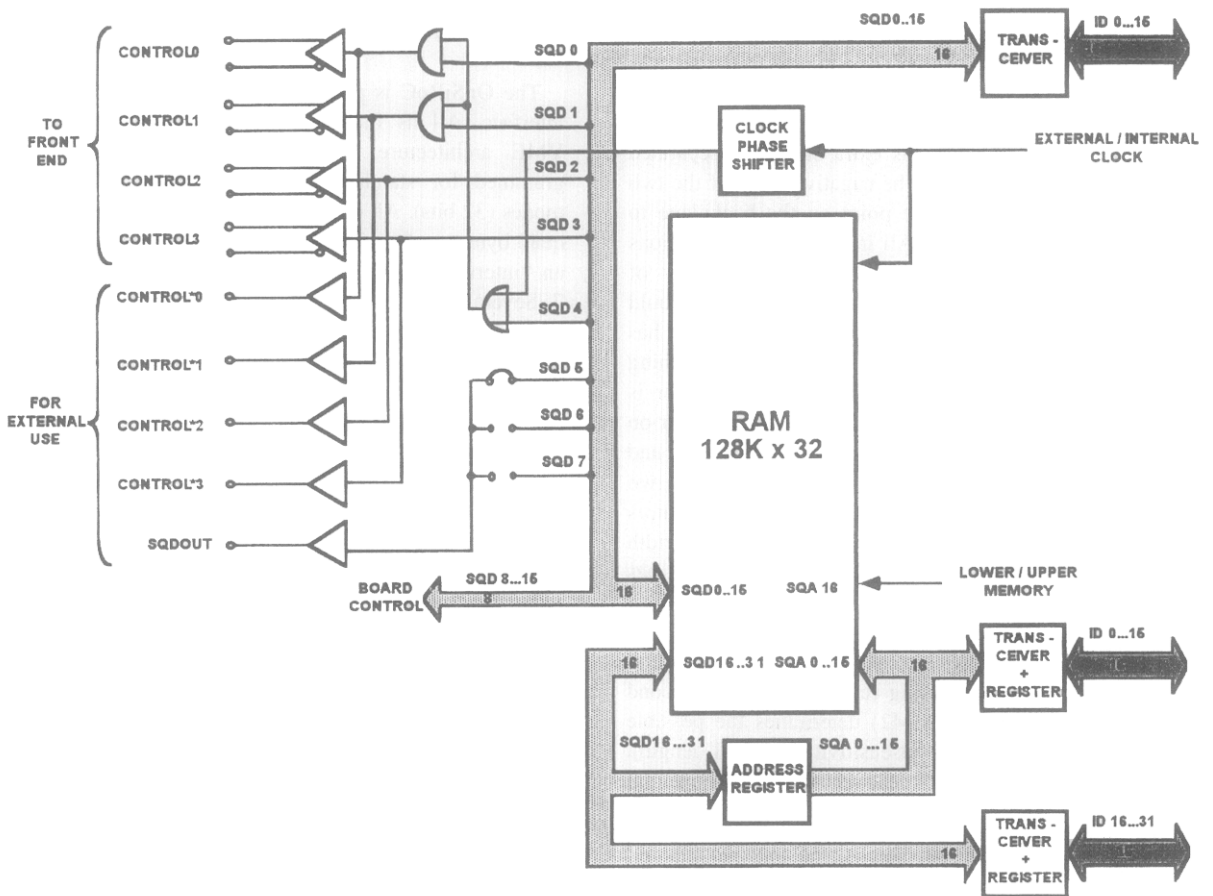 SQD0..15
ID 0...15
16
TRANS -
CEIVER
CONTROL0
SQD 0
CONTROL1
SQD 1
TO
FRONT
END
CLOCK
PHASE
SHIFTER
EXTERNAL / INTERNAL
CLOCK
CONTROL2
SQD 2
CONTROL3
SQD 3
CONTROL*0
SQD 4
CONTROL*1
SQD 5
FOR
EXTERNAL
USE
SQD 6
CONTROL*2
RAM
128K x 32
SQD 7
CONTROL*3
SQDOUT
SQD 8...15
8
BOARD
CONTROL
16
SQD0..15
SQA 16
LOWER / UPPER
MEMORY
16
SQD16..31
SQA 0..15
16
TRANS -
CEIVER
+
REGISTER
ID 0...15
SQD16...31
SQA 0...15
ADDRESS
REGISTER
16
TRANS -
CEIVER
+
REGISTER
ID 16...31